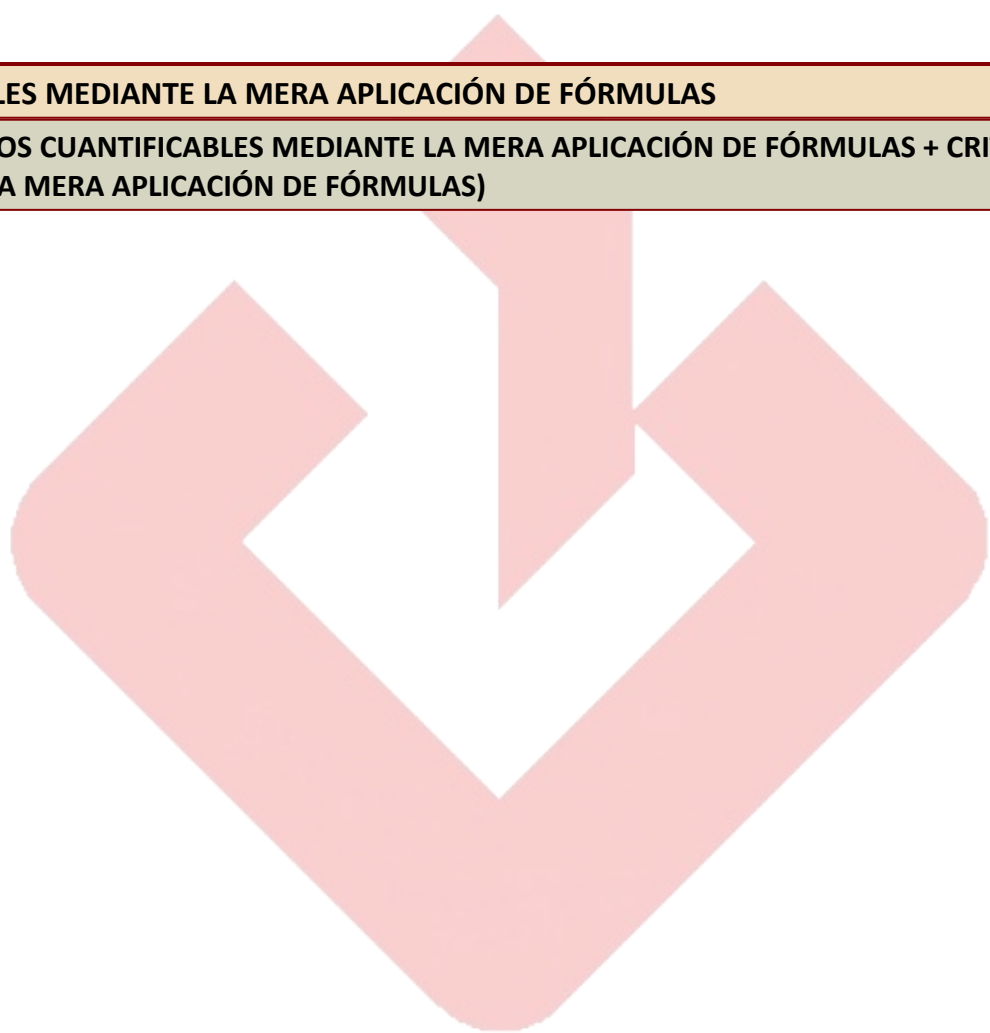 LES MEDIANTE LA MERA APLICACIÓN DE FÓRMULAS
OS CUANTIFICABLES MEDIANTE LA MERA APLICACIÓN DE FÓRMULAS + CRI
A MERA APLICACIÓN DE FÓRMULAS)